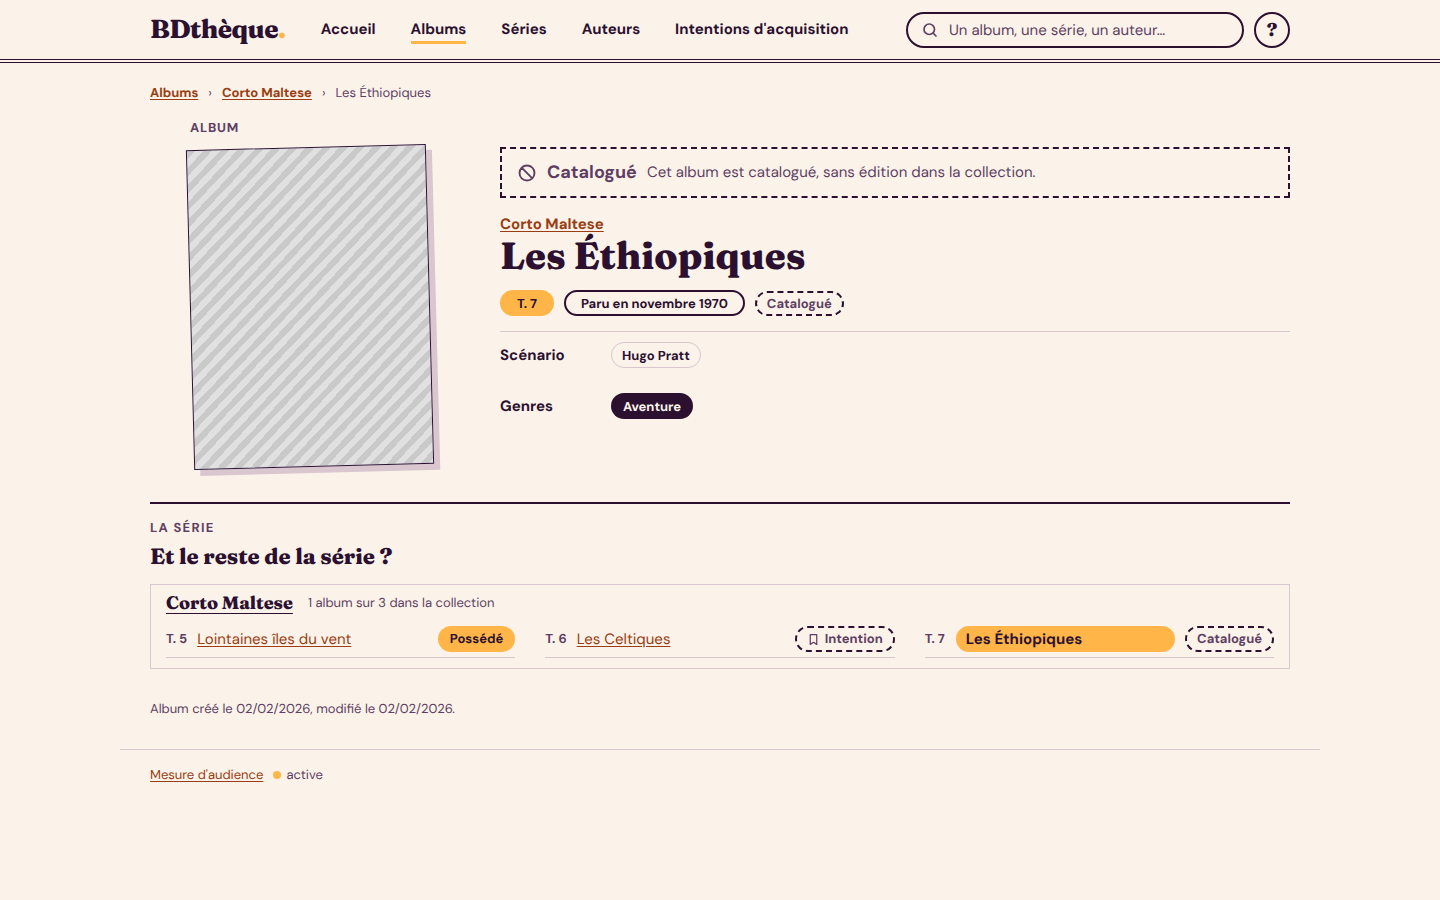 BDthèque. Accueil Albums Séries Auteurs Intentions d'acquisition Un album, une série, un auteur… ?
Albums › Corto Maltese › Les Éthiopiques
ALBUM
Catalogué Cet album est catalogué, sans édition dans la collection.
Corto Maltese
Les Éthiopiques
T. 7 Paru en novembre 1970 Catalogué
Scénario Hugo Pratt
Genres Aventure
LA SÉRIE
Et le reste de la série ?
Corto Maltese 1 album sur 3 dans la collection
T. 5 Lointaines îles du vent Possédé T. 6 Les Celtiques Intention T. 7 Les Éthiopiques Catalogué
Album créé le 02/02/2026, modifié le 02/02/2026.
Mesure d'audience active